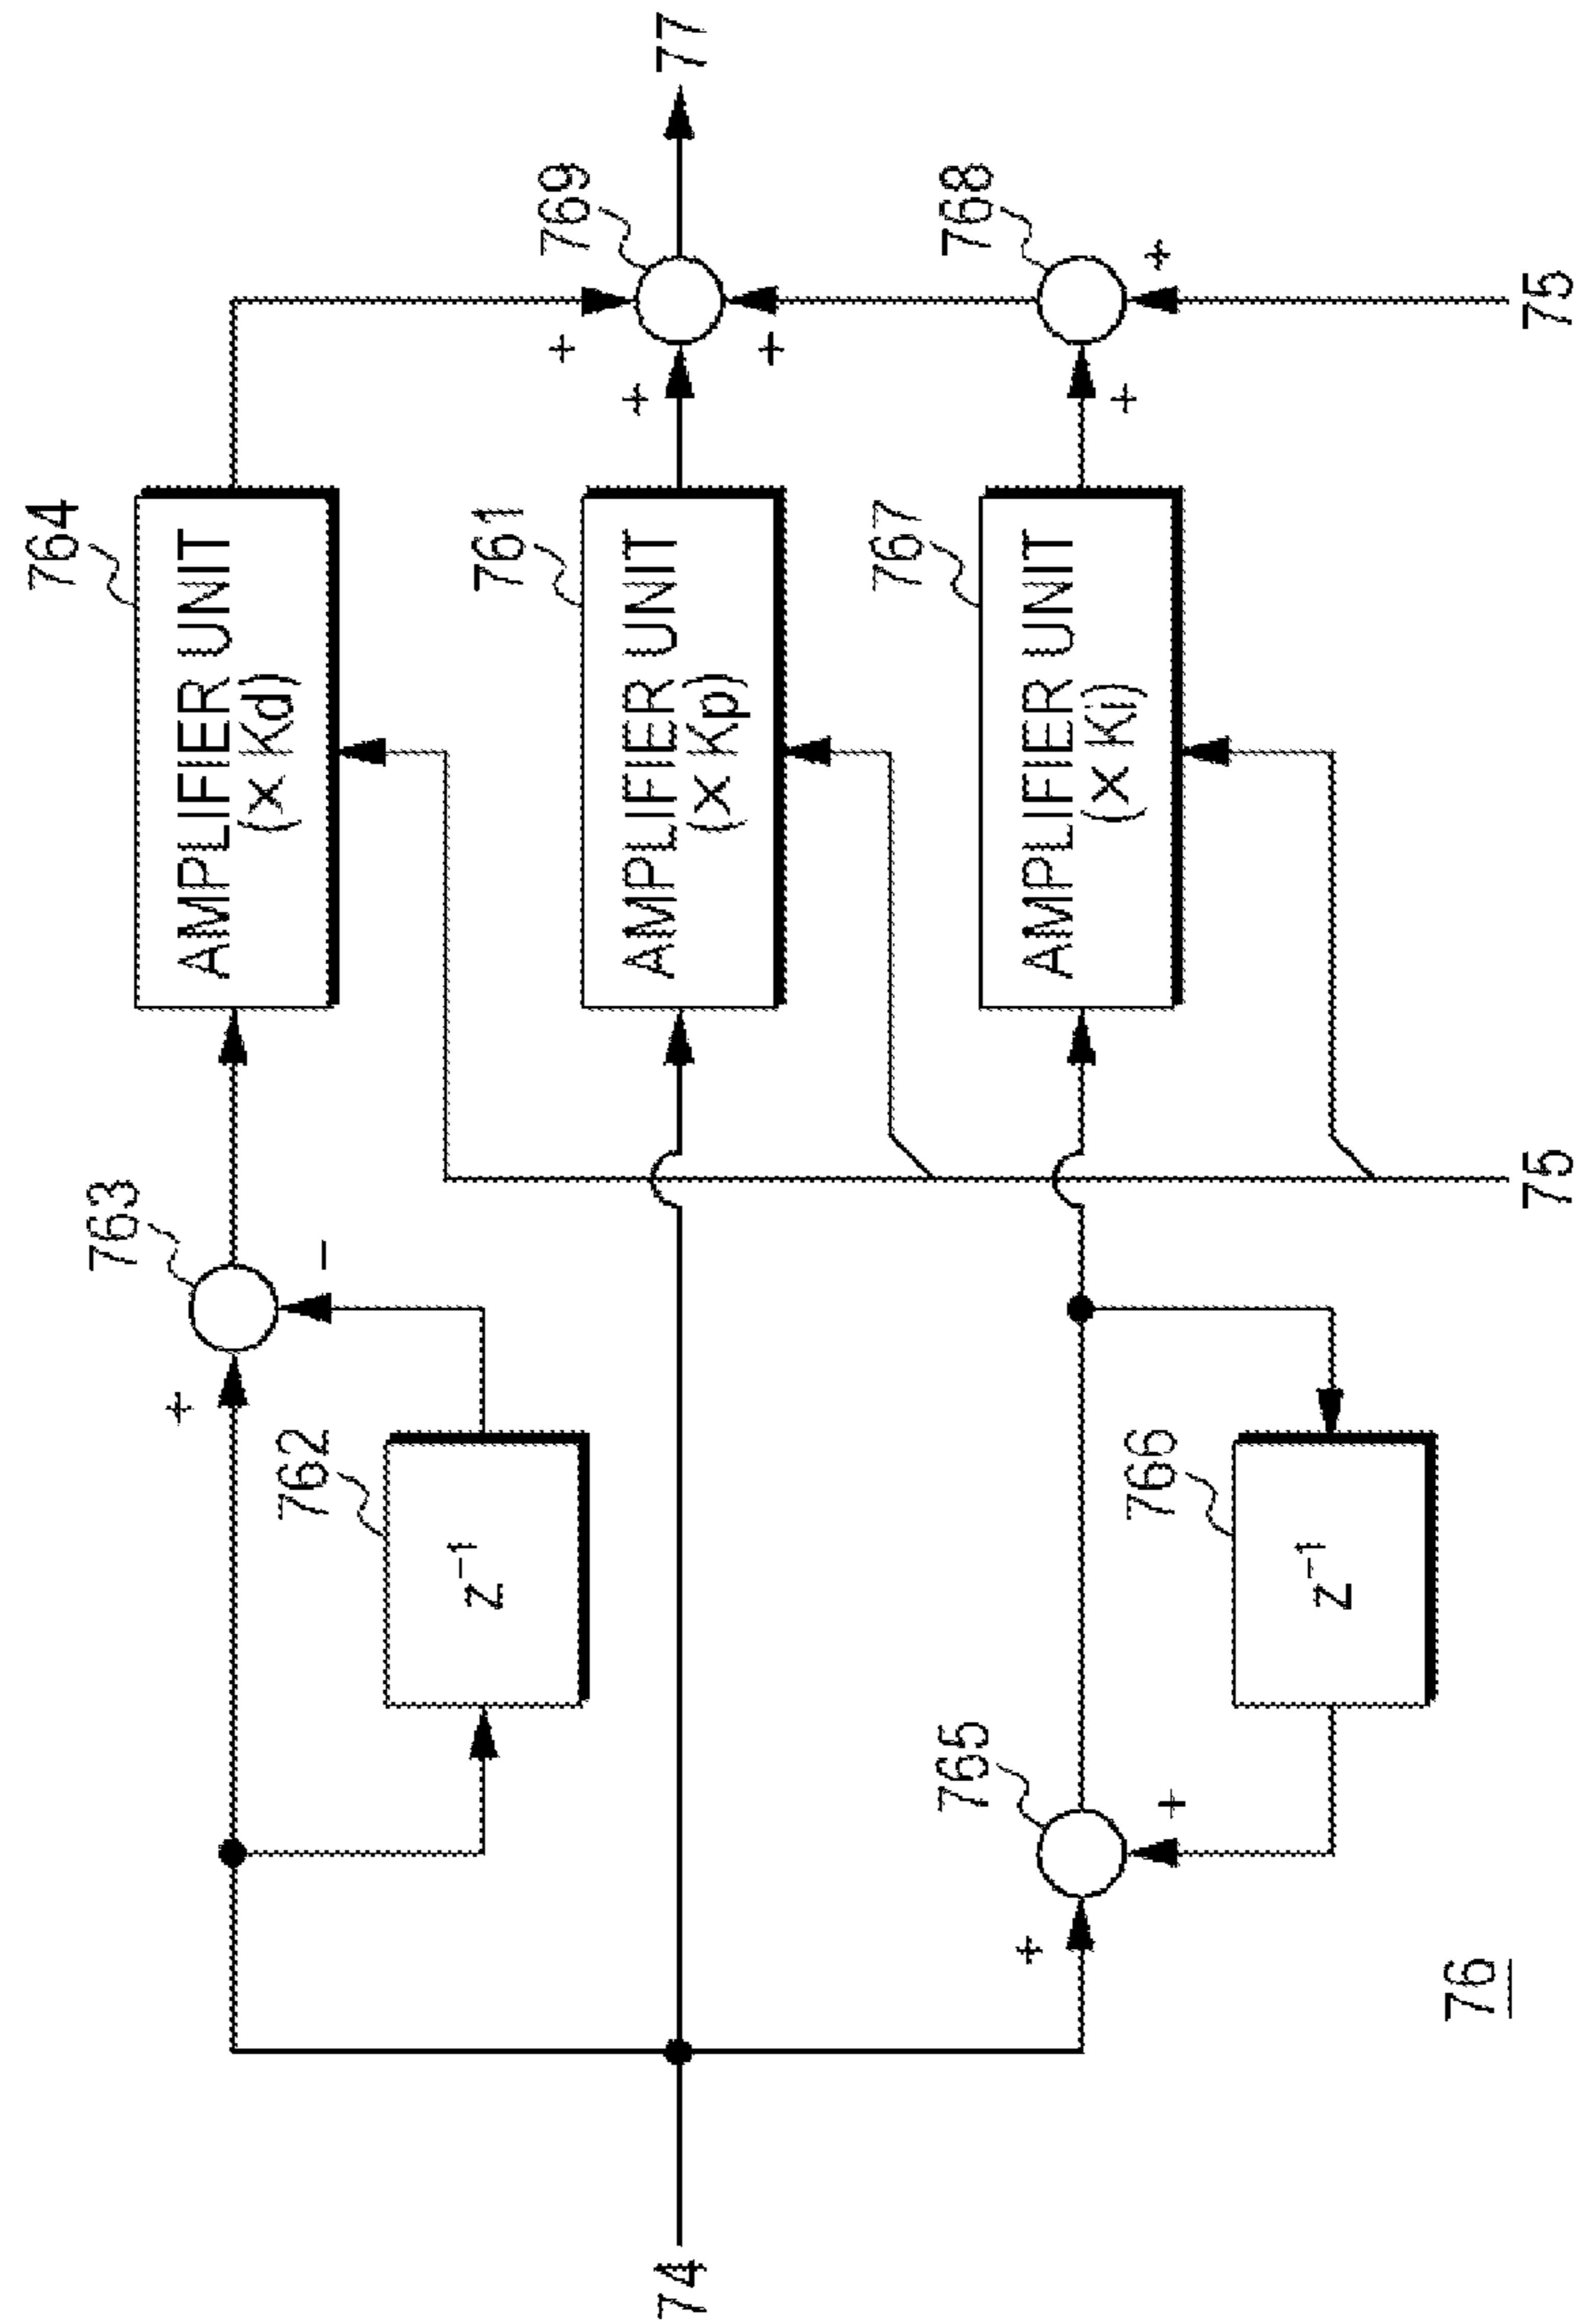 764
AMPLIFIER UNIT
(x Kd)
763
+
−
762
z⁻¹
+
769
77
761
AMPLIFIER UNIT
(x Kp)
+
+
74
767
AMPLIFIER UNIT
(x Ki)
768
+
+
765
+
+
766
z⁻¹
76
75
75